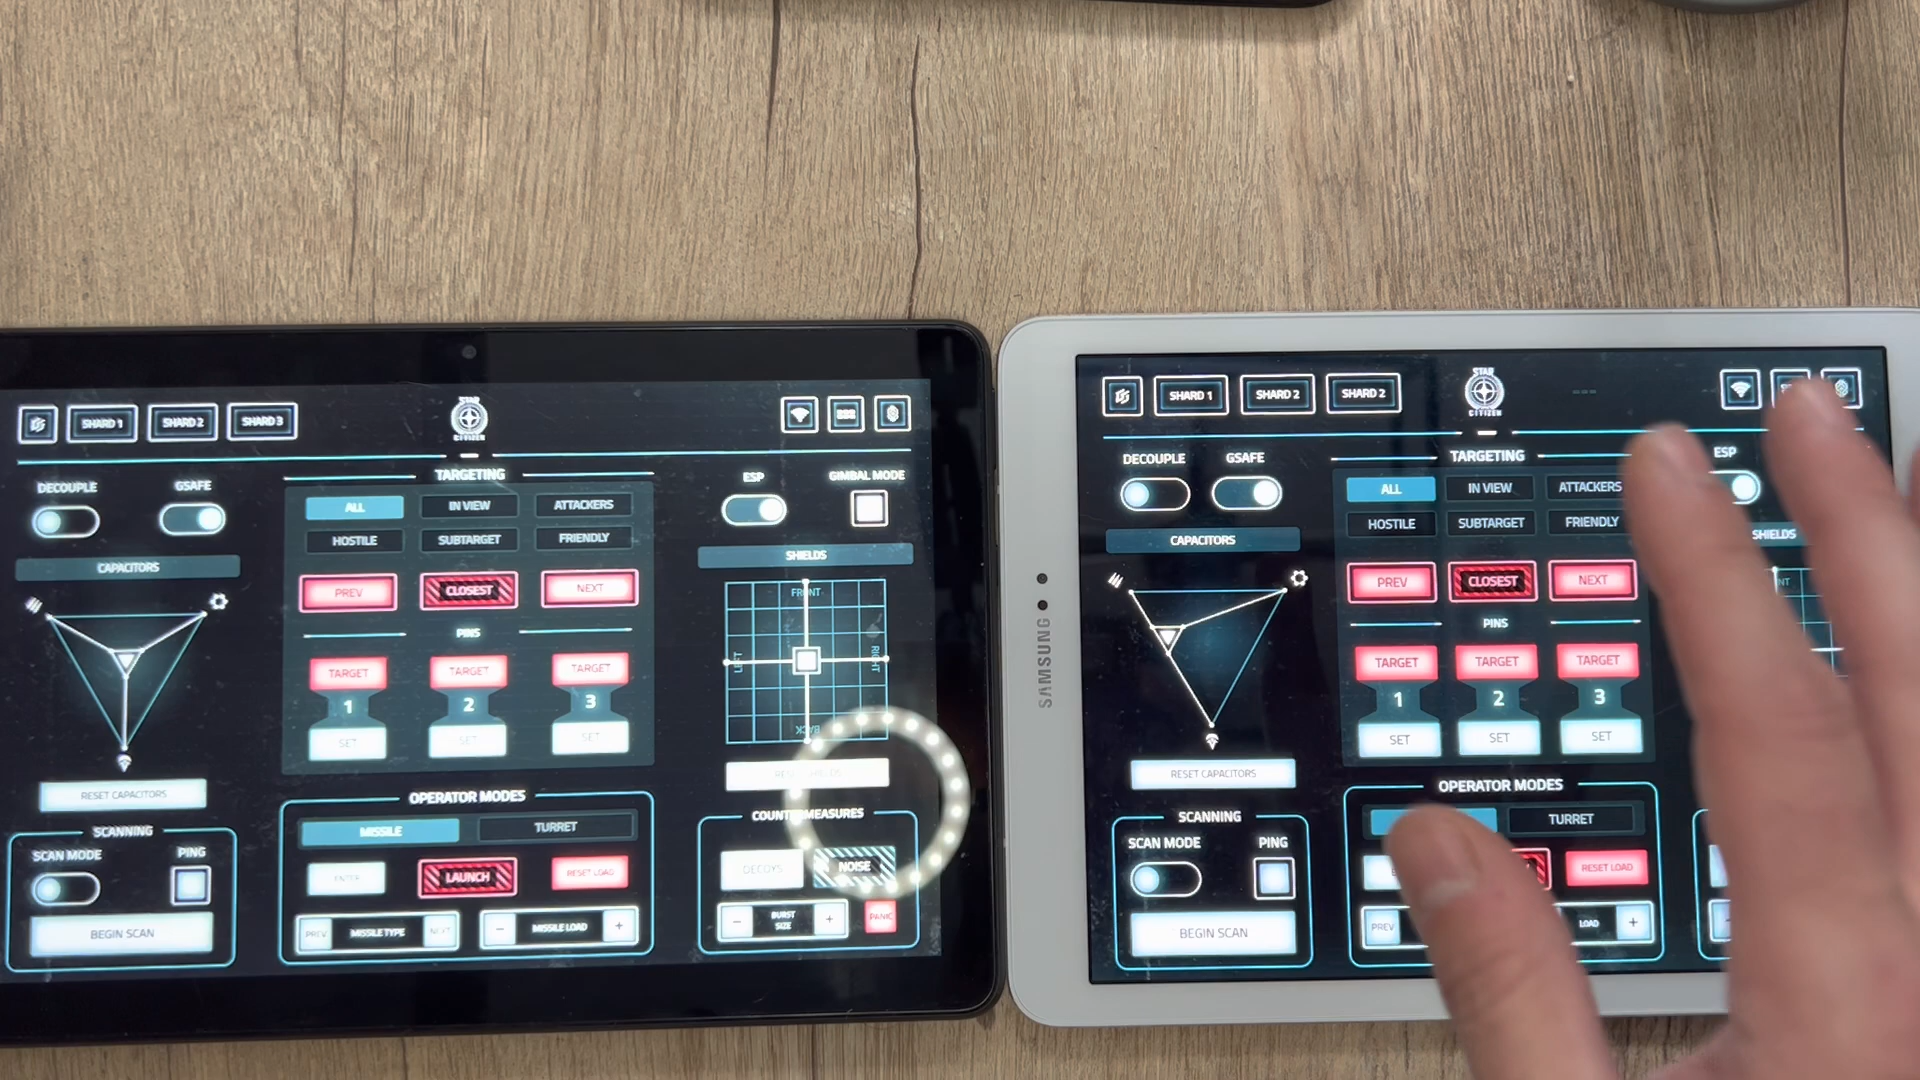 SHARD 1 SHARD 2 SHARD 3
STAR
CITIZEN
DECOUPLE GSAFE
TARGETING
ESP GIMBAL MODE
ALL IN VIEW ATTACKERS
HOSTILE SUBTARGET FRIENDLY
CAPACITORS
SHIELDS
PREV CLOSEST NEXT
FRONT
LEFT
RIGHT
BACK
PINS
TARGET TARGET TARGET
1 2 3
SET SET SET
RESET CAPACITORS
OPERATOR MODES
COUNTERMEASURES
SCANNING
MISSILE TURRET
SCAN MODE PING
ENTER LAUNCH RESET LOAD
DECOYS NOISE
BEGIN SCAN
PREV MISSILE TYPE NEXT
- MISSILE LOAD +
- BURST SIZE + PANIC
SAMSUNG
SHARD 1 SHARD 2 SHARD 2
STAR
CITIZEN
DECOUPLE GSAFE
TARGETING
ESP
ALL IN VIEW ATTACKERS
HOSTILE SUBTARGET FRIENDLY
CAPACITORS
SHIELDS
PREV CLOSEST NEXT
PINS
TARGET TARGET TARGET
1 2 3
SET SET SET
RESET CAPACITORS
OPERATOR MODES
SCANNING
TURRET
SCAN MODE PING
RESET LOAD
BEGIN SCAN
PREV
LOAD +